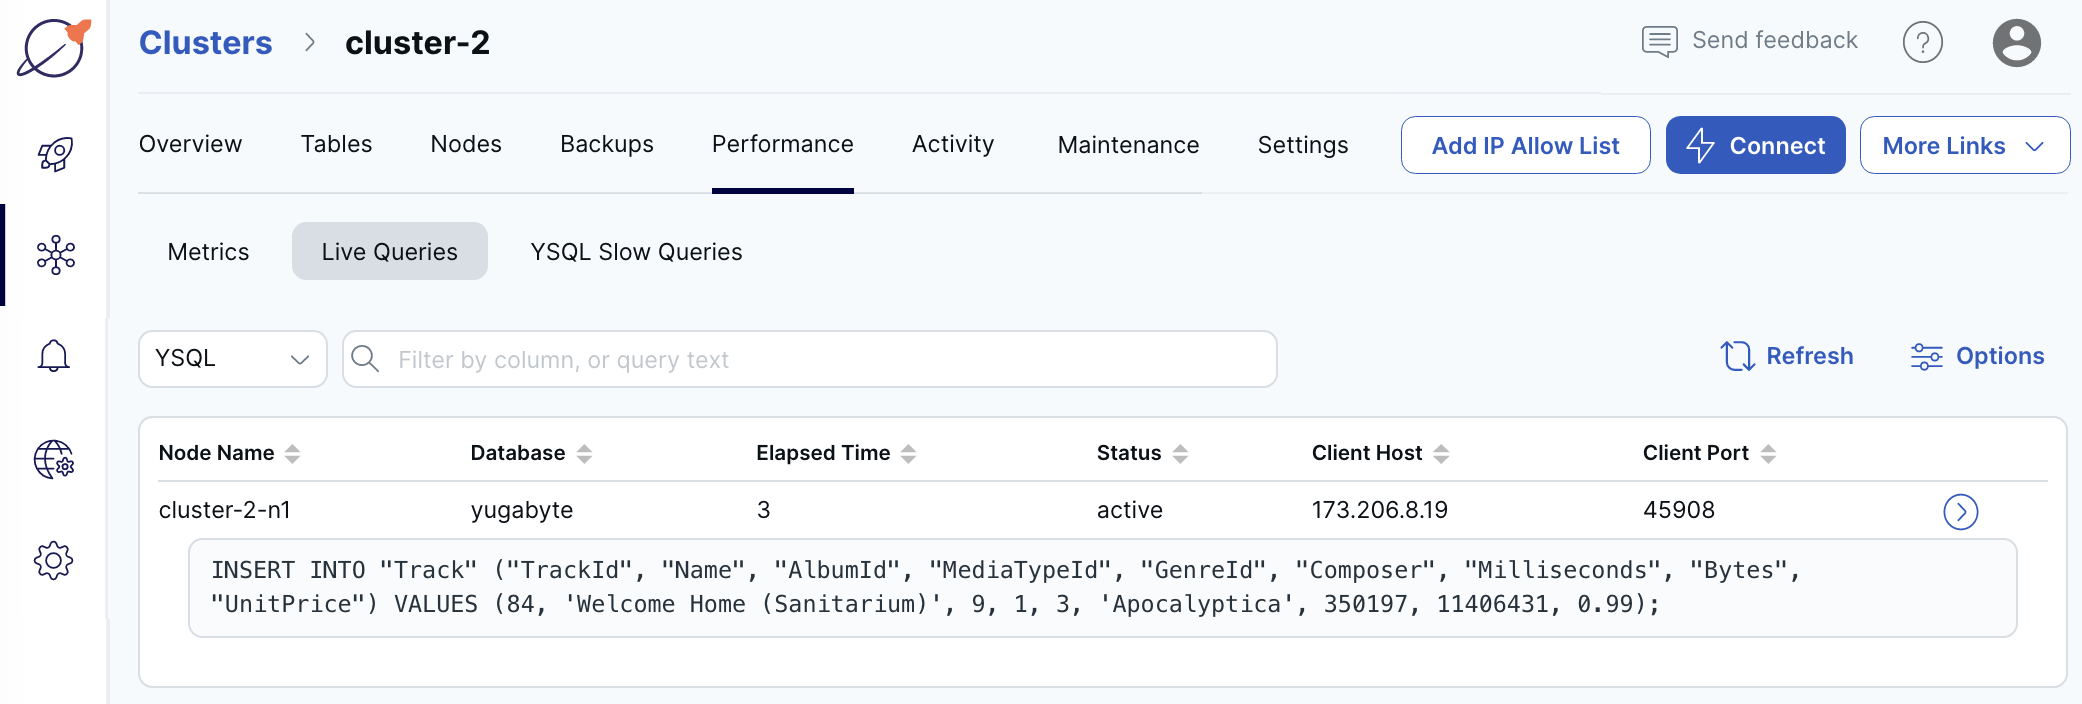 Clusters > cluster-2
Send feedback
Overview Tables Nodes Backups Performance Activity Maintenance Settings Add IP Allow List Connect More Links
Metrics Live Queries YSQL Slow Queries
YSQL Filter by column, or query text Refresh Options
Node Name Database Elapsed Time Status Client Host Client Port
cluster-2-n1 yugabyte 3 active 173.206.8.19 45908
INSERT INTO "Track" ("TrackId", "Name", "AlbumId", "MediaTypeId", "GenreId", "Composer", "Milliseconds", "Bytes",
"UnitPrice") VALUES (84, 'Welcome Home (Sanitarium)', 9, 1, 3, 'Apocalyptica', 350197, 11406431, 0.99);